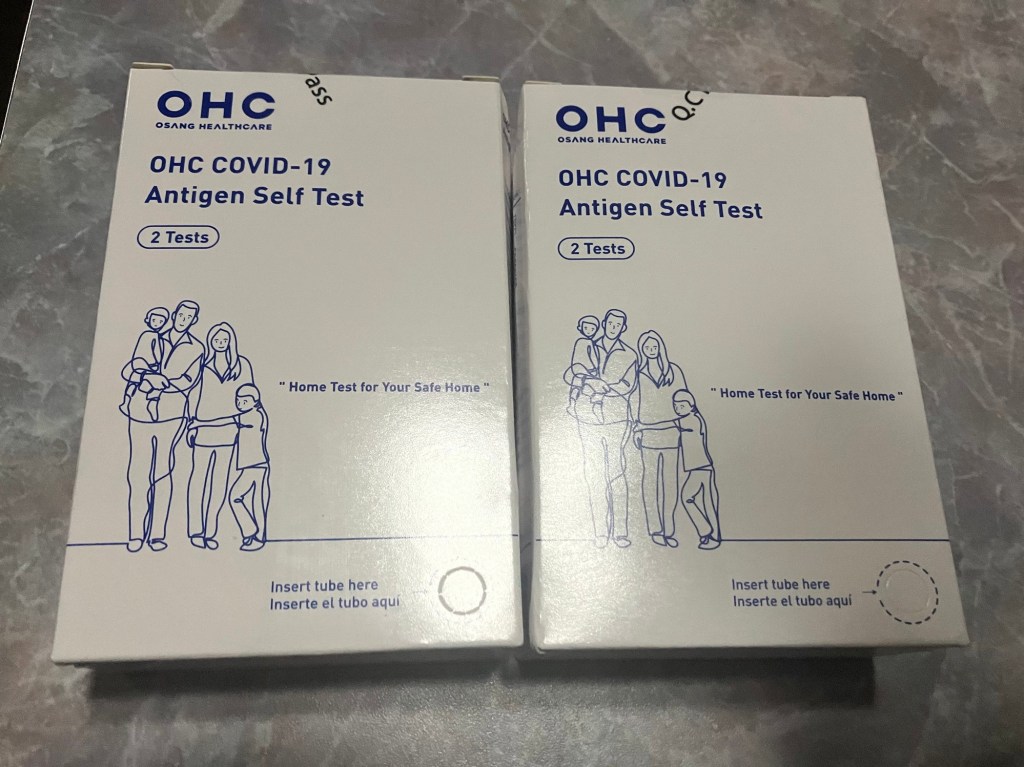 ass
OHC
OSANG HEALTHCARE
OHC COVID-19
Antigen Self Test
2 Tests
" Home Test for Your Safe Home "
Insert tube here
Inserte el tubo aquí
OHC
OSANG HEALTHCARE
OHC COVID-19
Antigen Self Test
2 Tests
" Home Test for Your Safe Home "
Insert tube here
Inserte el tubo aquí